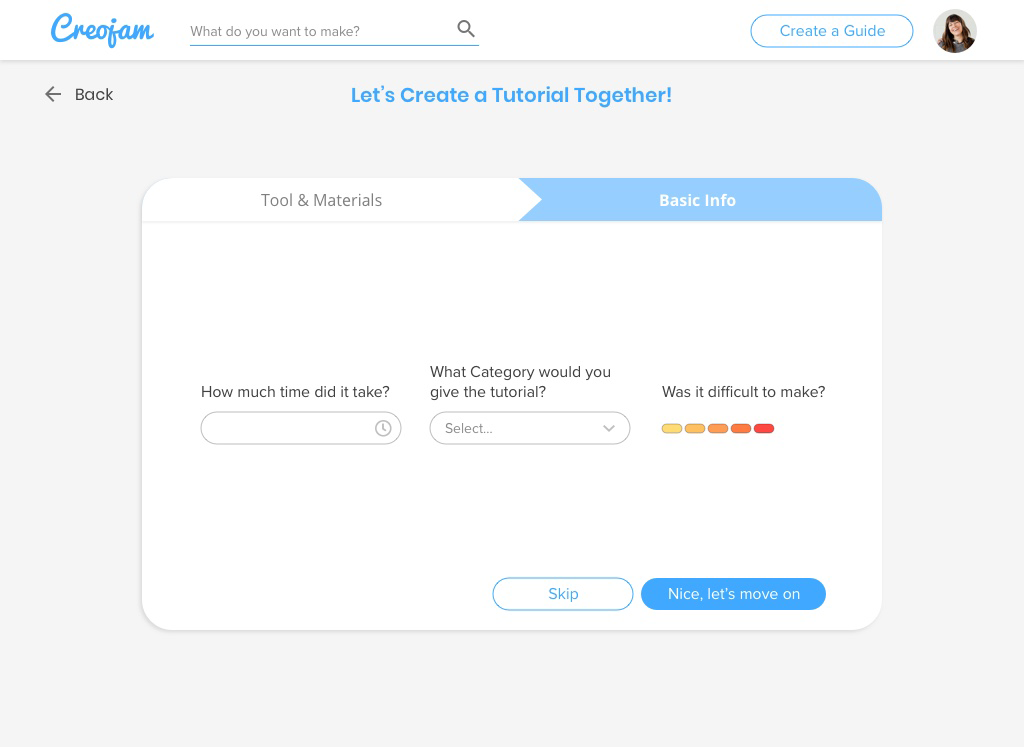 Creojam
What do you want to make?
Create a Guide
Back
Let's Create a Tutorial Together!
Tool & Materials
Basic Info
How much time did it take?
What Category would you
give the tutorial?
Was it difficult to make?
Select...
Skip
Nice, let's move on